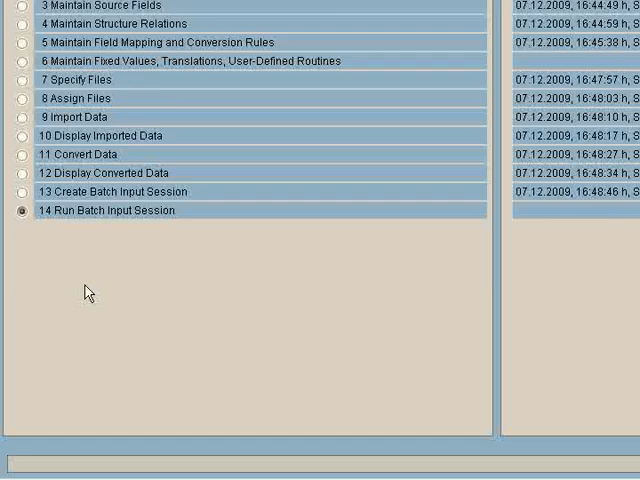 3 Maintain Source Fields 07.12.2009, 16:44:49 h, S
4 Maintain Structure Relations 07.12.2009, 16:44:59 h, S
5 Maintain Field Mapping and Conversion Rules 07.12.2009, 16:45:38 h, S
6 Maintain Fixed Values, Translations, User-Defined Routines
7 Specify Files 07.12.2009, 16:47:57 h, S
8 Assign Files 07.12.2009, 16:48:03 h, S
9 Import Data 07.12.2009, 16:48:10 h, S
10 Display Imported Data 07.12.2009, 16:48:17 h, S
11 Convert Data 07.12.2009, 16:48:27 h, S
12 Display Converted Data 07.12.2009, 16:48:34 h, S
13 Create Batch Input Session 07.12.2009, 16:48:46 h, S
14 Run Batch Input Session